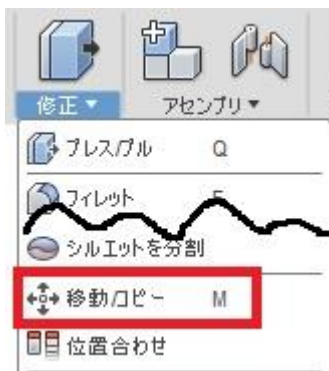 修正▼ アセンブリ▼
プレス/プル Q
フィレット F
シルエットを分割
移動/コピー M
位置合わせ